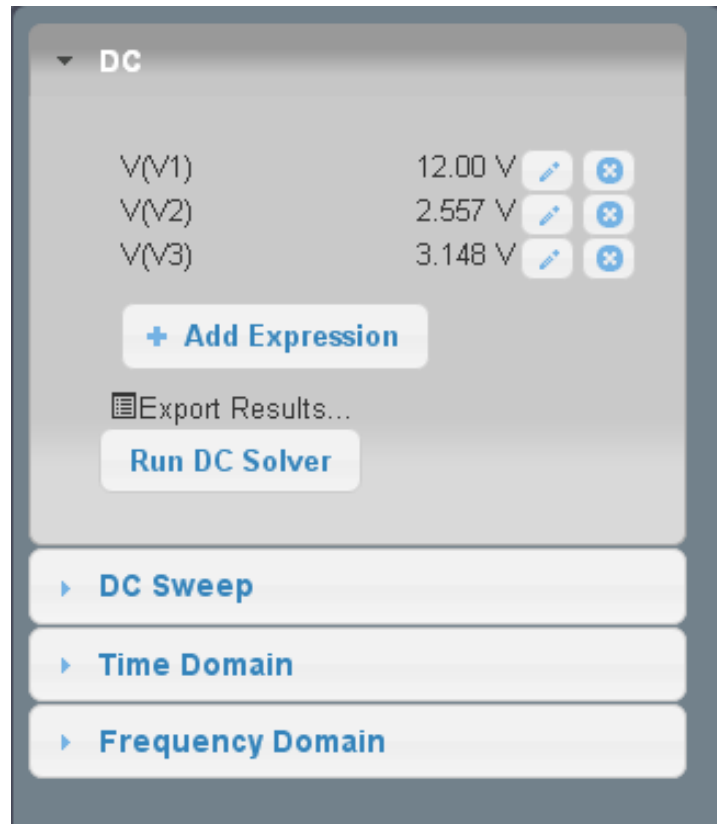 DC
V(V1) 12.00 V
V(V2) 2.557 V
V(V3) 3.148 V
+ Add Expression
Export Results...
Run DC Solver
DC Sweep
Time Domain
Frequency Domain